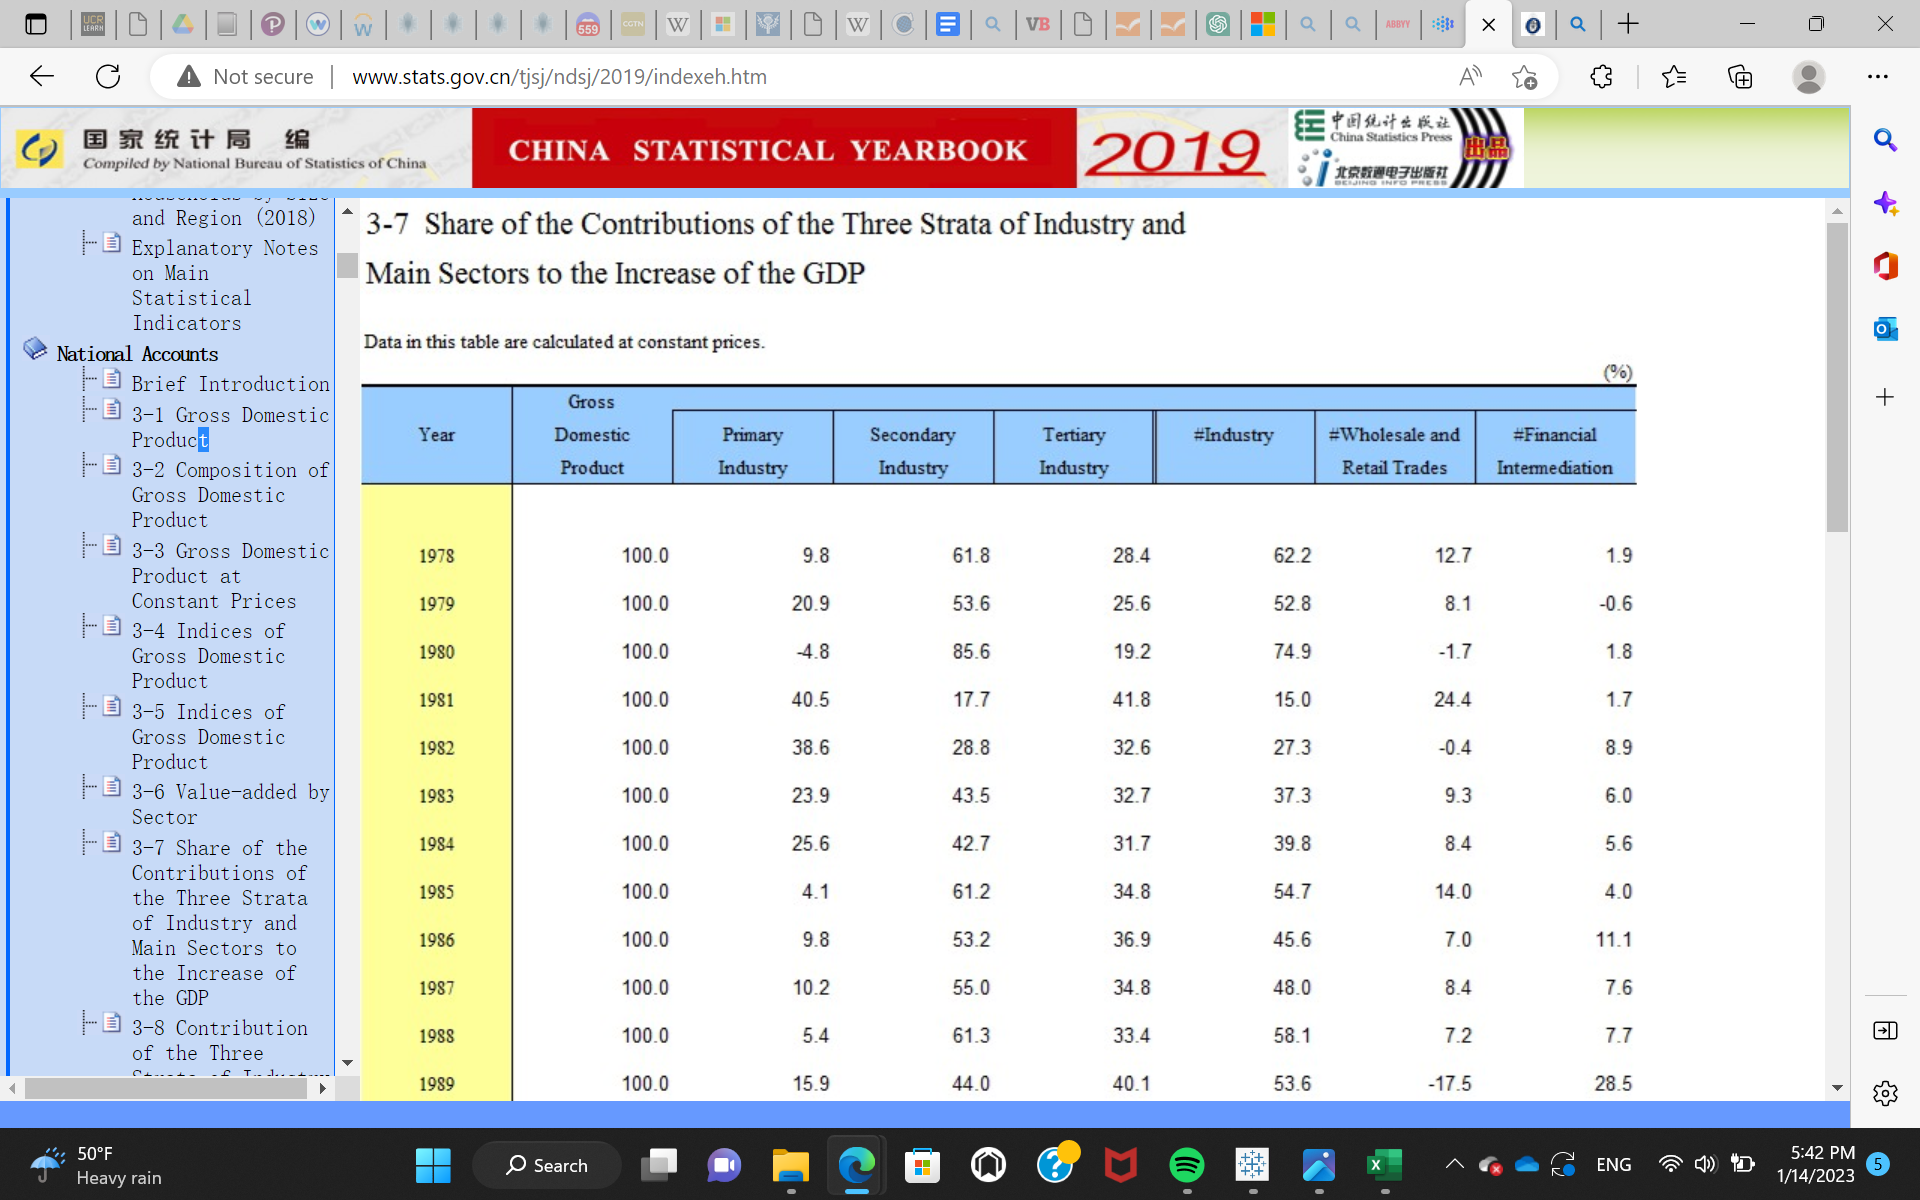 UCR
LEARN
559
CGTN
W
W
VB
ABBYY
Not secure
www.stats.gov.cn/tjsj/ndsj/2019/indexeh.htm
国家统计局 编
Compiled by National Bureau of Statistics of China
CHINA STATISTICAL YEARBOOK
2019
中国统计出版社
China Statistics Press
北京数通电子出版社
BEIJING INFO PRESS
出品
and Region (2018)
Explanatory Notes
on Main
Statistical
Indicators
National Accounts
Brief Introduction
3-1 Gross Domestic
Product
3-2 Composition of
Gross Domestic
Product
3-3 Gross Domestic
Product at
Constant Prices
3-4 Indices of
Gross Domestic
Product
3-5 Indices of
Gross Domestic
Product
3-6 Value-added by
Sector
3-7 Share of the
Contributions of
the Three Strata
of Industry and
Main Sectors to
the Increase of
the GDP
3-8 Contribution
of the Three
3-7 Share of the Contributions of the Three Strata of Industry and
Main Sectors to the Increase of the GDP
Data in this table are calculated at constant prices.
(%)
Year Gross Domestic Product Primary Industry Secondary Industry Tertiary Industry #Industry #Wholesale and Retail Trades #Financial Intermediation
1978 100.0 9.8 61.8 28.4 62.2 12.7 1.9
1979 100.0 20.9 53.6 25.6 52.8 8.1 -0.6
1980 100.0 -4.8 85.6 19.2 74.9 -1.7 1.8
1981 100.0 40.5 17.7 41.8 15.0 24.4 1.7
1982 100.0 38.6 28.8 32.6 27.3 -0.4 8.9
1983 100.0 23.9 43.5 32.7 37.3 9.3 6.0
1984 100.0 25.6 42.7 31.7 39.8 8.4 5.6
1985 100.0 4.1 61.2 34.8 54.7 14.0 4.0
1986 100.0 9.8 53.2 36.9 45.6 7.0 11.1
1987 100.0 10.2 55.0 34.8 48.0 8.4 7.6
1988 100.0 5.4 61.3 33.4 58.1 7.2 7.7
1989 100.0 15.9 44.0 40.1 53.6 -17.5 28.5
50°F
Heavy rain
Search
ENG
5:42 PM
1/14/2023
5